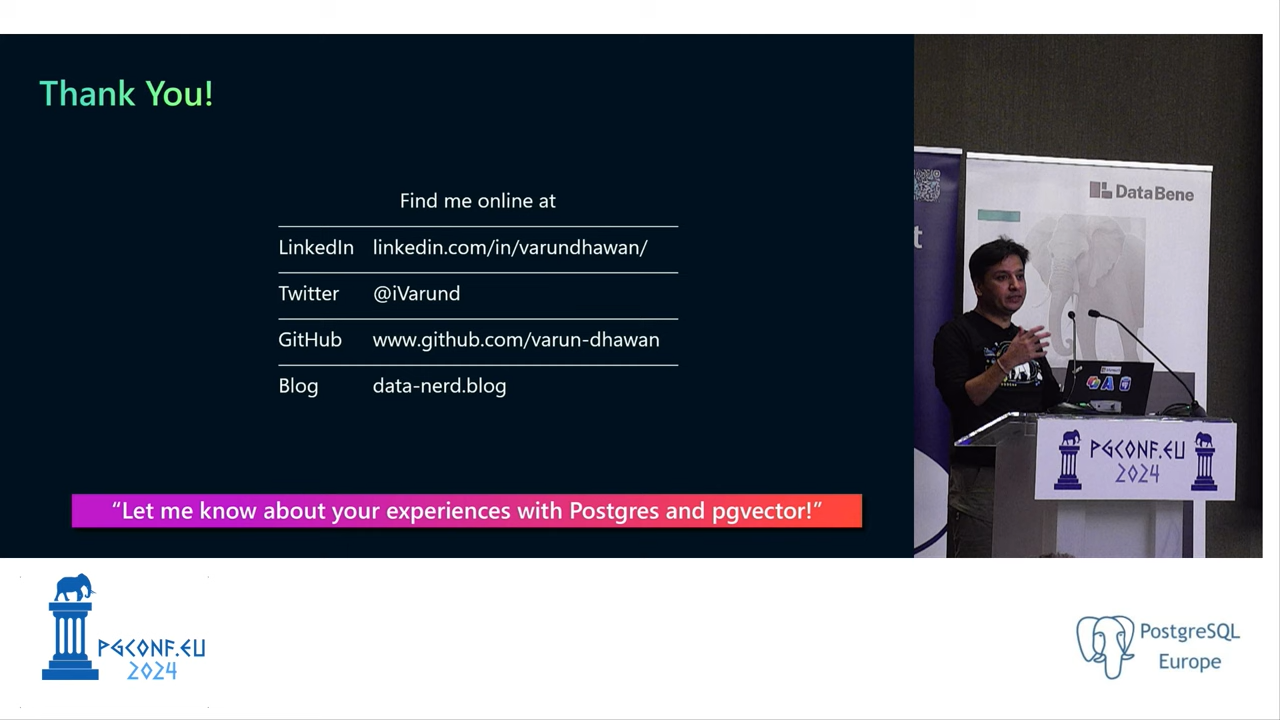 Thank You!
Find me online at
LinkedIn linkedin.com/in/varundhawan/
Twitter @iVarund
GitHub www.github.com/varun-dhawan
Blog data-nerd.blog
“Let me know about your experiences with Postgres and pgvector!”
DataBene
t
PGCONF.EU
2024
PGCONF.EU
2024
PostgreSQL
Europe